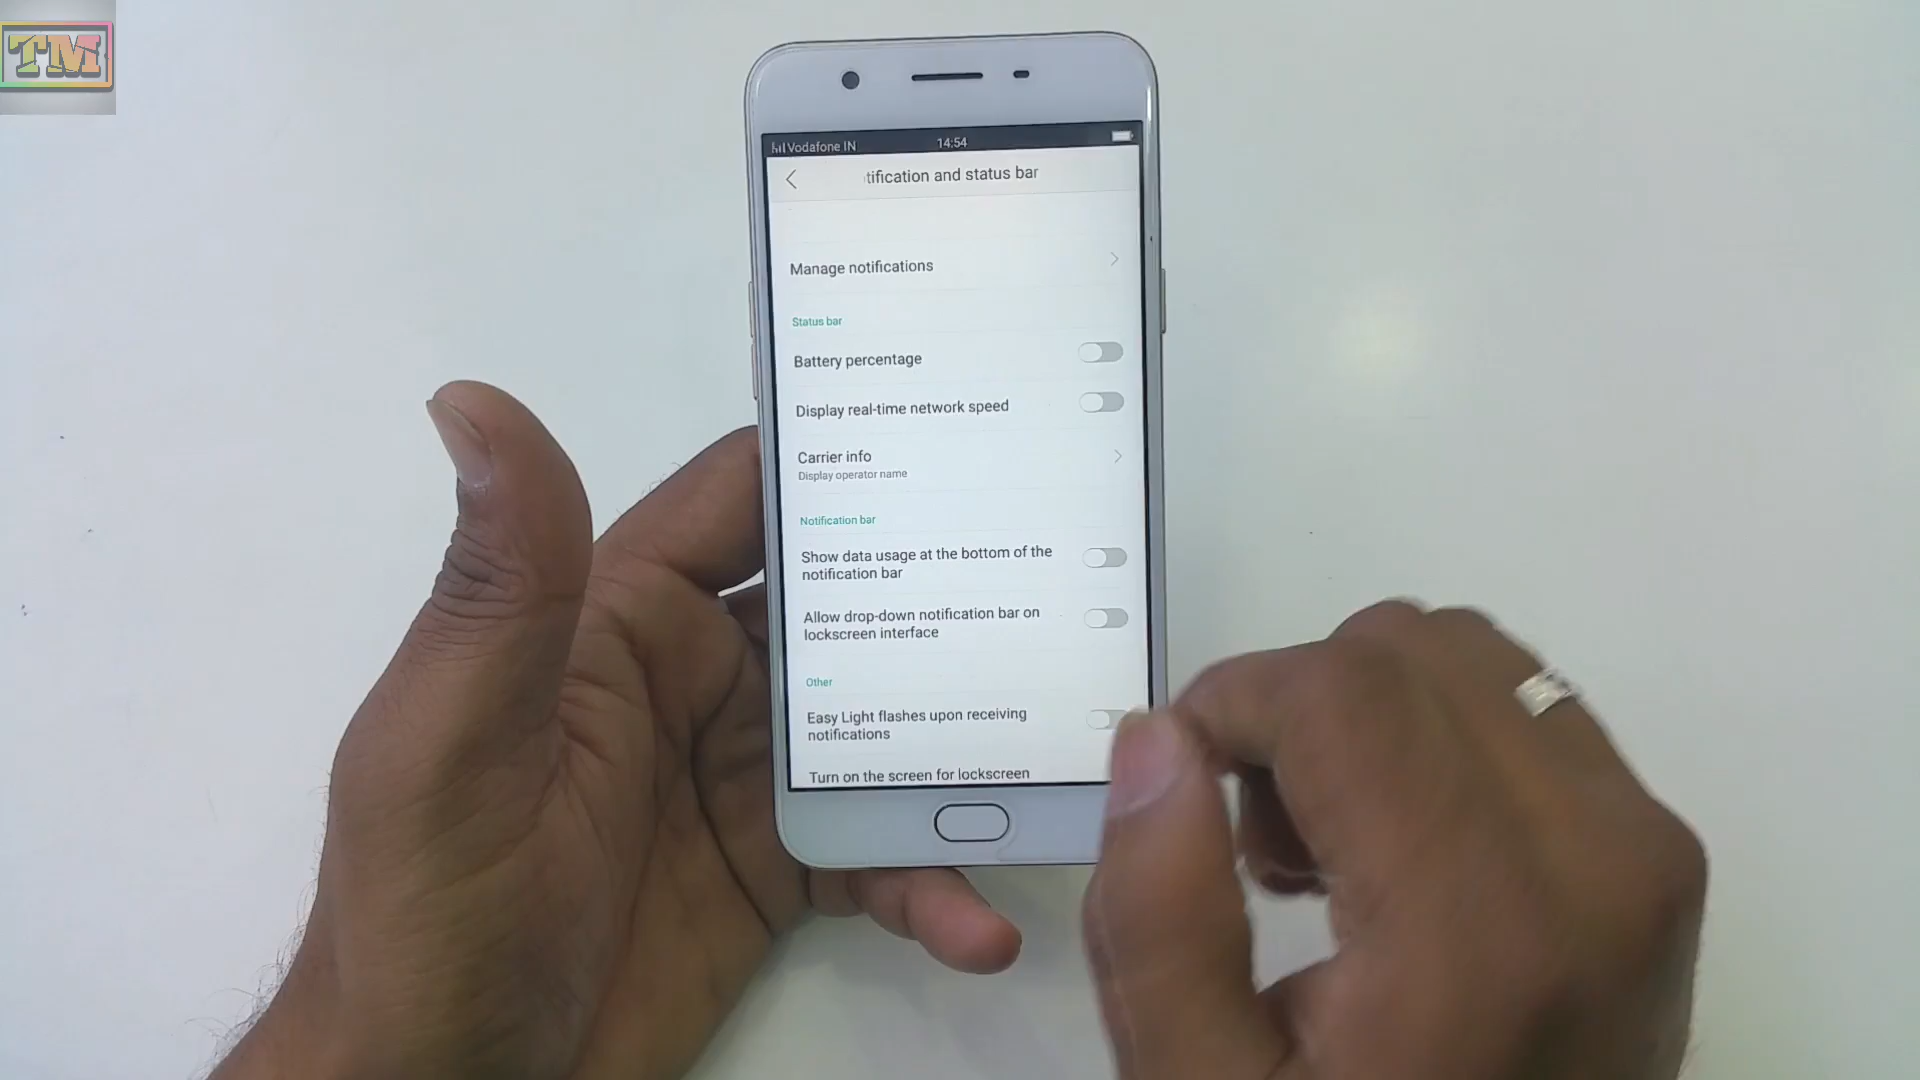 TM
Vodafone IN
14:54
tification and status bar
Manage notifications
Status bar
Battery percentage
Display real-time network speed
Carrier info
Display operator name
Notification bar
Show data usage at the bottom of the
notification bar
Allow drop-down notification bar on
lockscreen interface
Other
Easy Light flashes upon receiving
notifications
Turn on the screen for lockscreen